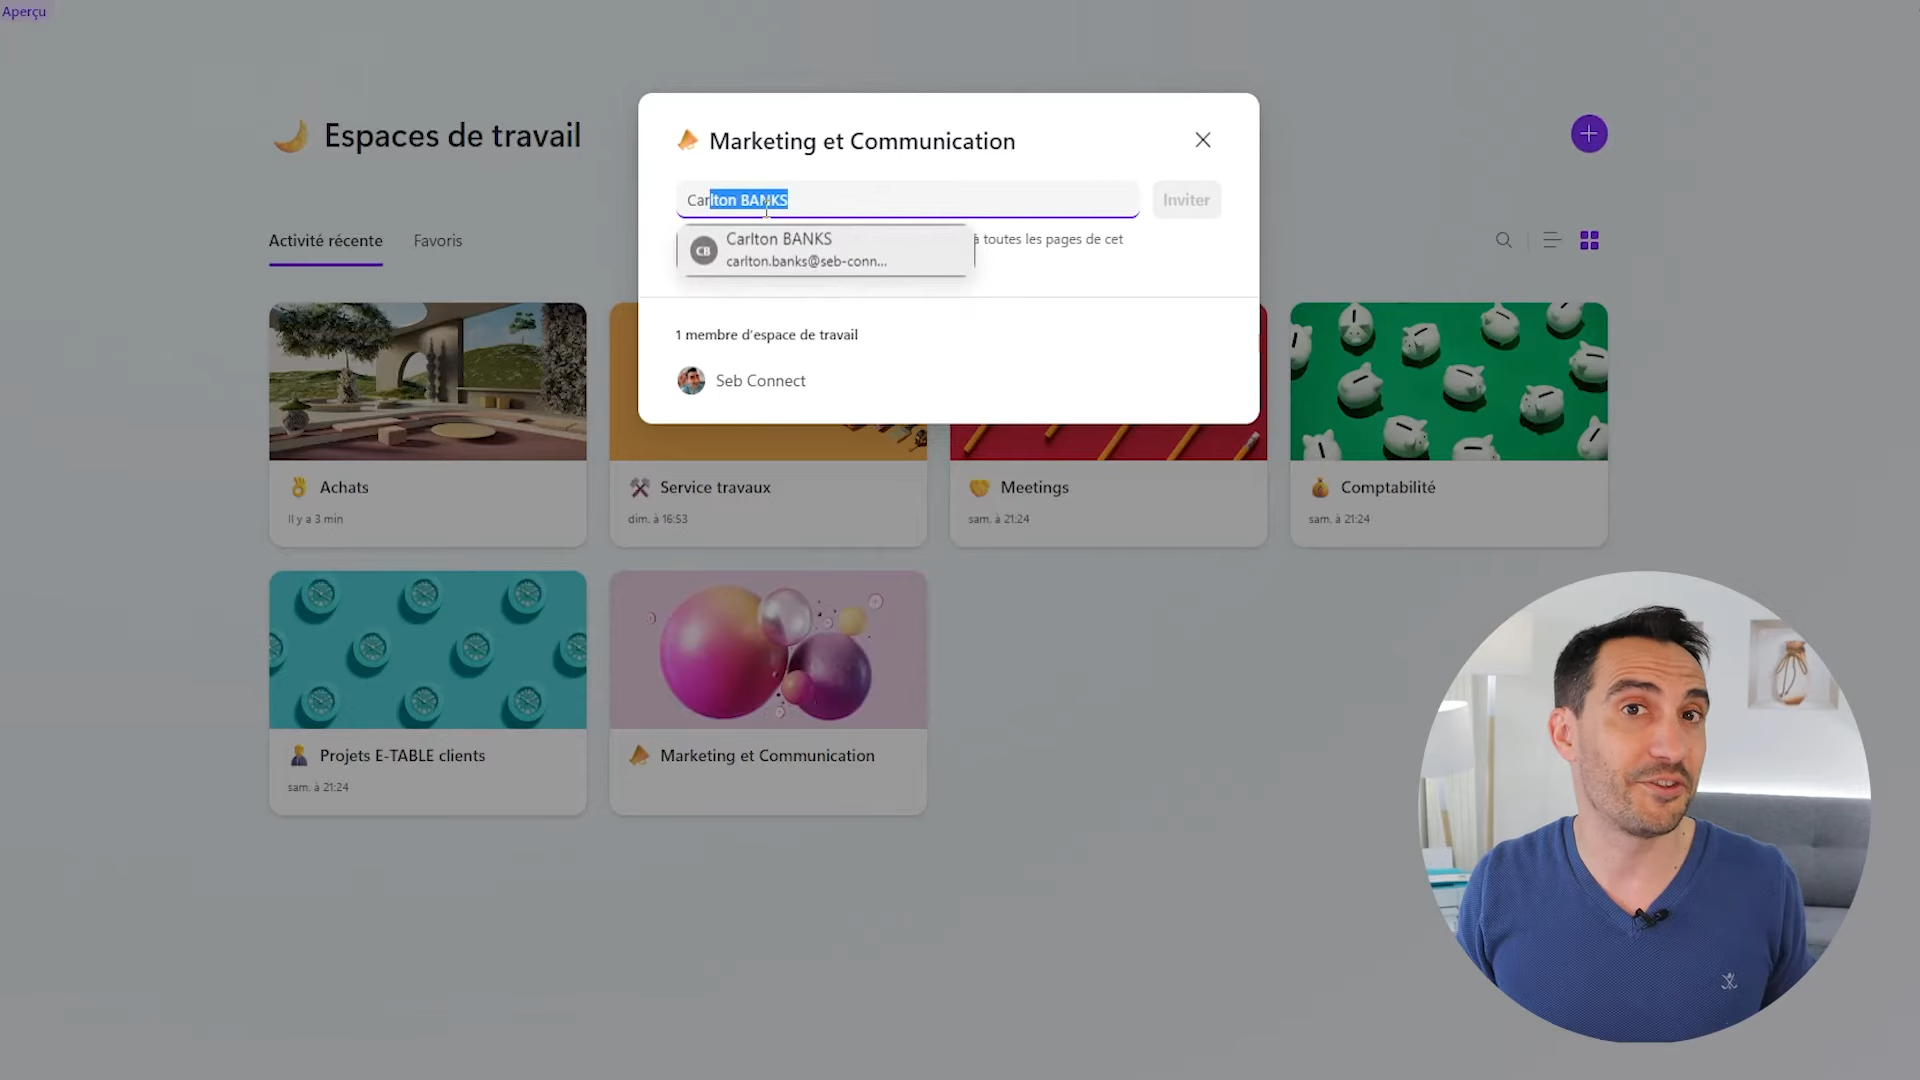 Aperçu
Espaces de travail
Marketing et Communication
Carlton BANKS
Inviter
Carlton BANKS
carlton.banks@seb-conn...
à toutes les pages de cet
CB
Activité récente
Favoris
1 membre d'espace de travail
Seb Connect
Achats
Il y a 3 min
Service travaux
dim. à 16:53
Meetings
sam. à 21:24
Comptabilité
sam. à 21:24
Projets E-TABLE clients
sam. à 21:24
Marketing et Communication